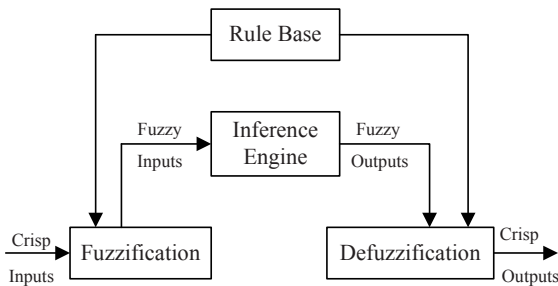 Rule Base
Fuzzy
Inputs
Inference
Engine
Fuzzy
Outputs
Crisp
Inputs
Fuzzification
Defuzzification
Crisp
Outputs